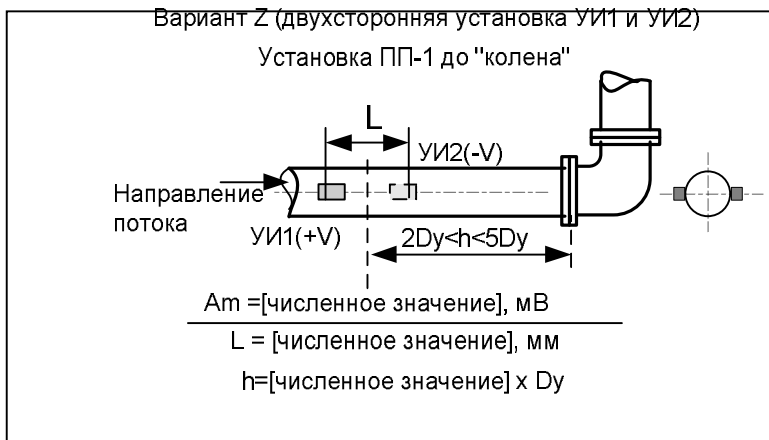 Вариант Z (двухсторонняя установка УИ1 и УИ2)
Установка ПП-1 до "колена"
L
УИ2(-V)
Направление
потока
УИ1(+V)
2Dy<h<5Dy
Am =[численное значение], мВ
L = [численное значение], мм
h=[численное значение] x Dy